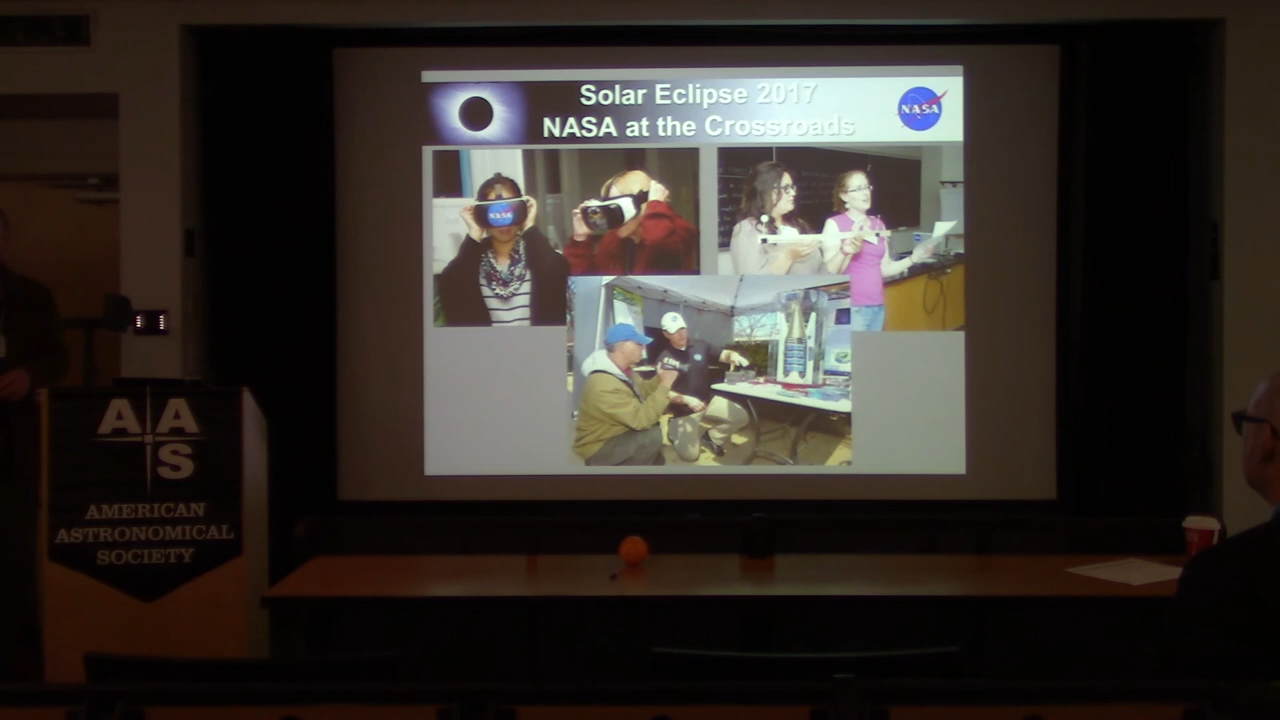 Solar Eclipse 2017
NASA at the Crossroads
NASA
NASA
AAS
AMERICAN
ASTRONOMICAL
SOCIETY